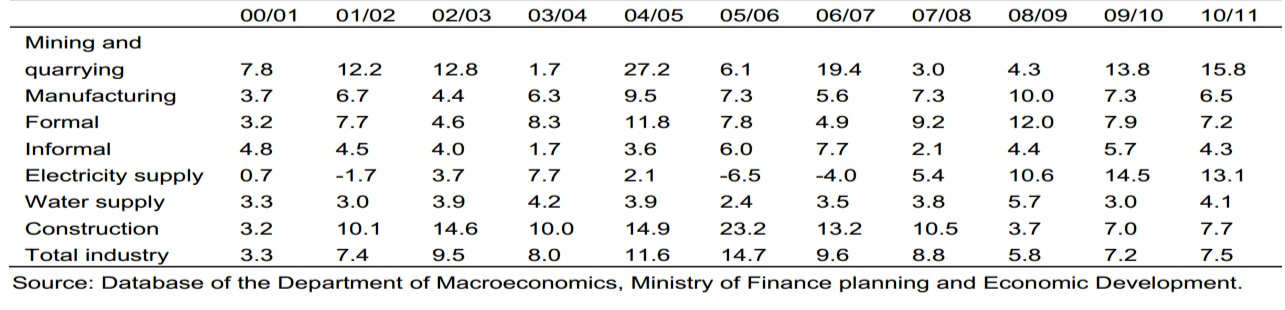 00/01 01/02 02/03 03/04 04/05 05/06 06/07 07/08 08/09 09/10 10/11
Mining and
quarrying 7.8 12.2 12.8 1.7 27.2 6.1 19.4 3.0 4.3 13.8 15.8
Manufacturing 3.7 6.7 4.4 6.3 9.5 7.3 5.6 7.3 10.0 7.3 6.5
Formal 3.2 7.7 4.6 8.3 11.8 7.8 4.9 9.2 12.0 7.9 7.2
Informal 4.8 4.5 4.0 1.7 3.6 6.0 7.7 2.1 4.4 5.7 4.3
Electricity supply 0.7 -1.7 3.7 7.7 2.1 -6.5 -4.0 5.4 10.6 14.5 13.1
Water supply 3.3 3.0 3.9 4.2 3.9 2.4 3.5 3.8 5.7 3.0 4.1
Construction 3.2 10.1 14.6 10.0 14.9 23.2 13.2 10.5 3.7 7.0 7.7
Total industry 3.3 7.4 9.5 8.0 11.6 14.7 9.6 8.8 5.8 7.2 7.5
Source: Database of the Department of Macroeconomics, Ministry of Finance planning and Economic Development.